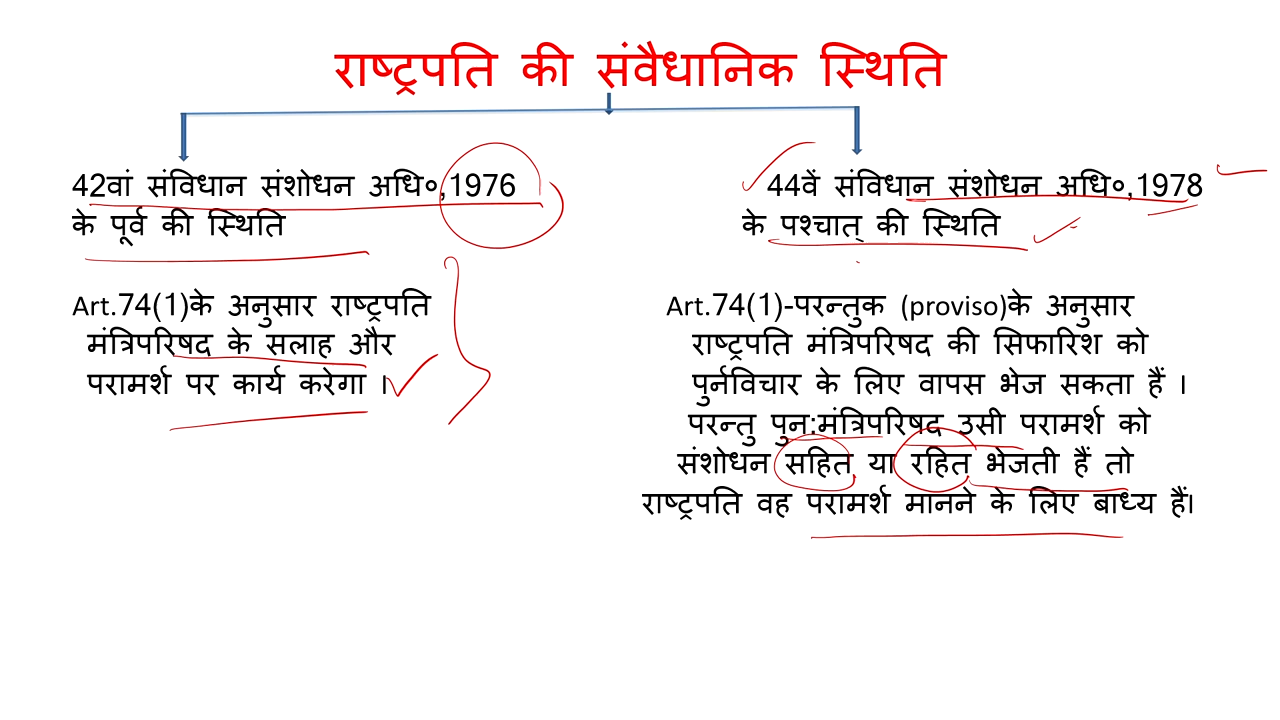 राष्ट्रपति की संवैधानिक स्थिति
42वां संविधान संशोधन अधि०,1976
के पूर्व की स्थिति
Art.74(1)के अनुसार राष्ट्रपति
मंत्रिपरिषद के सलाह और
परामर्श पर कार्य करेगा ।
44वें संविधान संशोधन अधि०,1978
के पश्चात् की स्थिति
Art.74(1)-परन्तुक (proviso)के अनुसार
राष्ट्रपति मंत्रिपरिषद की सिफारिश को
पुर्नविचार के लिए वापस भेज सकता हैं ।
परन्तु पुन:मंत्रिपरिषद उसी परामर्श को
संशोधन सहित या रहित भेजती हैं तो
राष्ट्रपति वह परामर्श मानने के लिए बाध्य हैं।